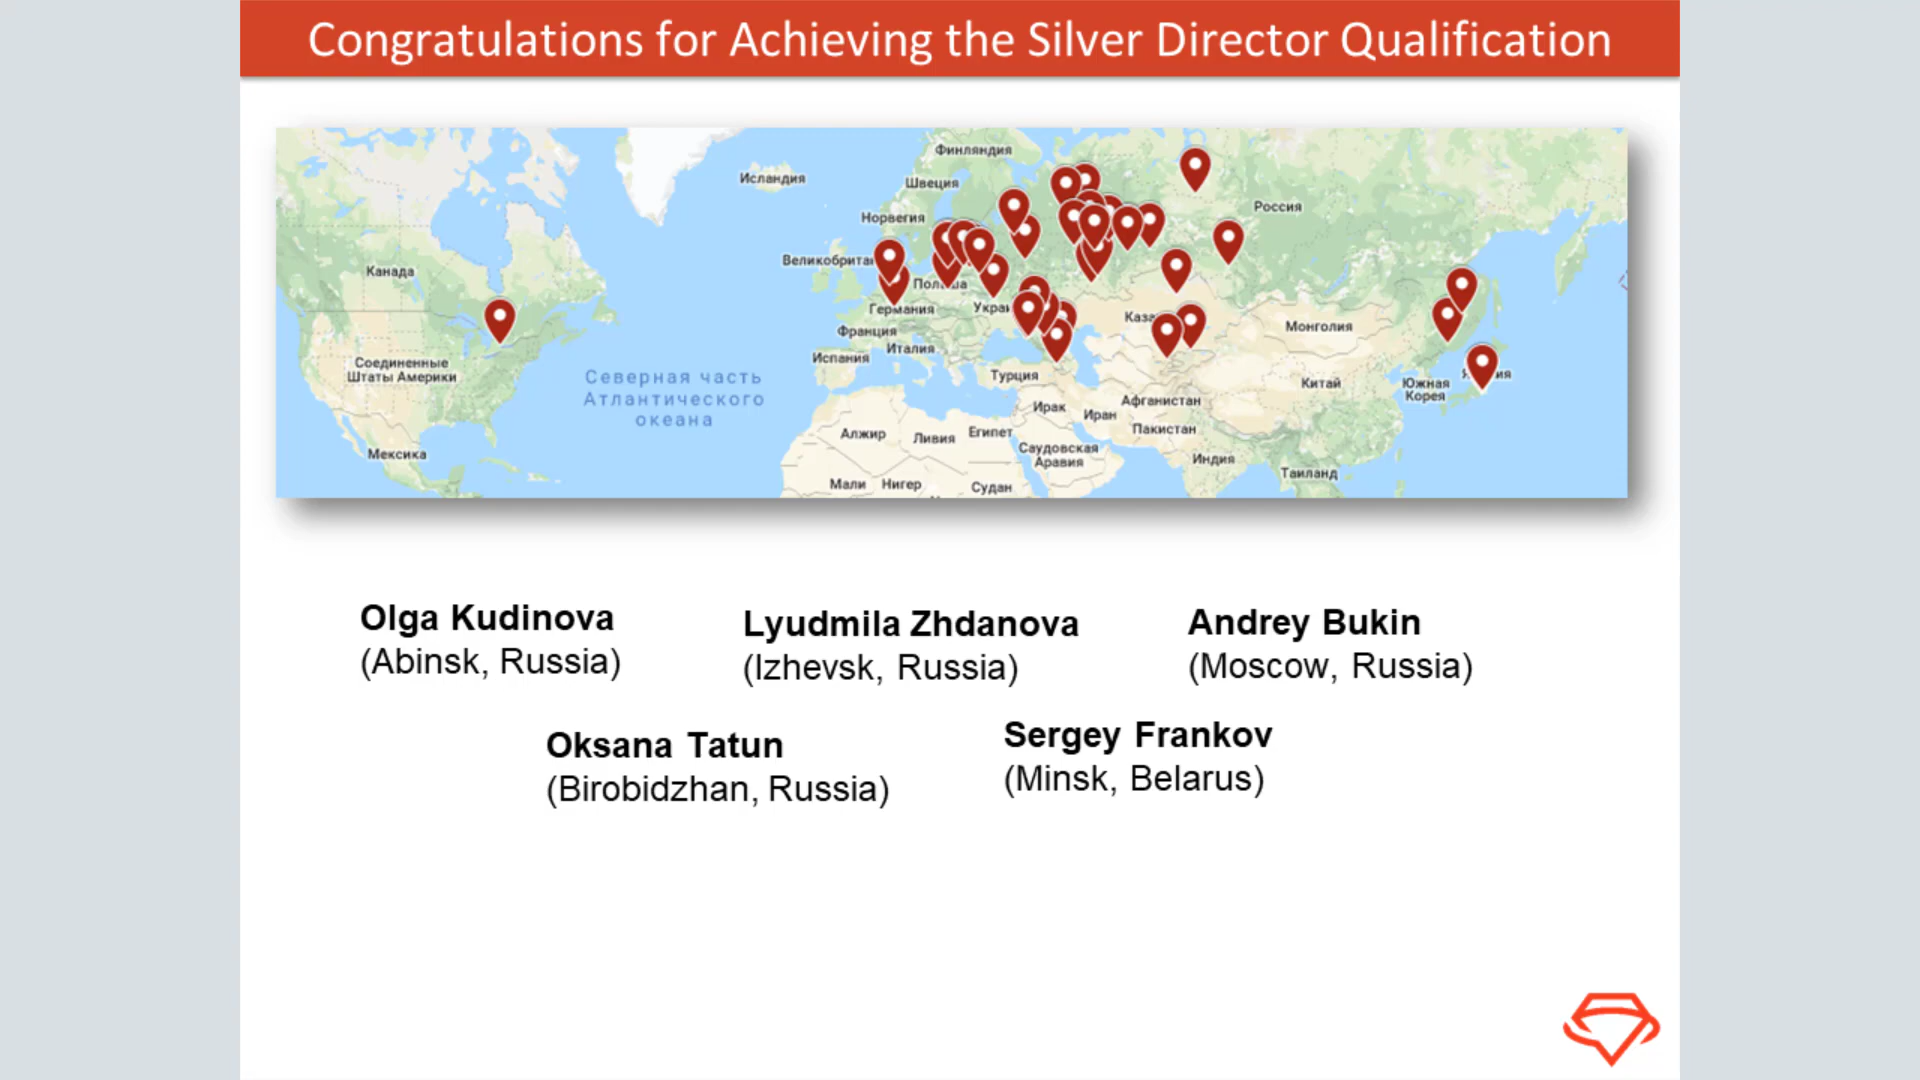 Congratulations for Achieving the Silver Director Qualification
Финляндия
Исландия
Швеция
Россия
Норвегия
Канада
Германия
Казa
Монголия
Франция
Италия
Испания
Соединенные
Штаты Америки
Северная часть
Атлантического
океана
Турция
Китай
Южная
Корея
Афганистан
Ирак
Иран
Пакистан
Алжир
Ливия
Египет
Саудовская
Аравия
Мексика
Индия
Таиланд
Мали
Нигер
Судан
Olga Kudinova
(Abinsk, Russia)
Lyudmila Zhdanova
(Izhevsk, Russia)
Andrey Bukin
(Moscow, Russia)
Oksana Tatun
(Birobidzhan, Russia)
Sergey Frankov
(Minsk, Belarus)